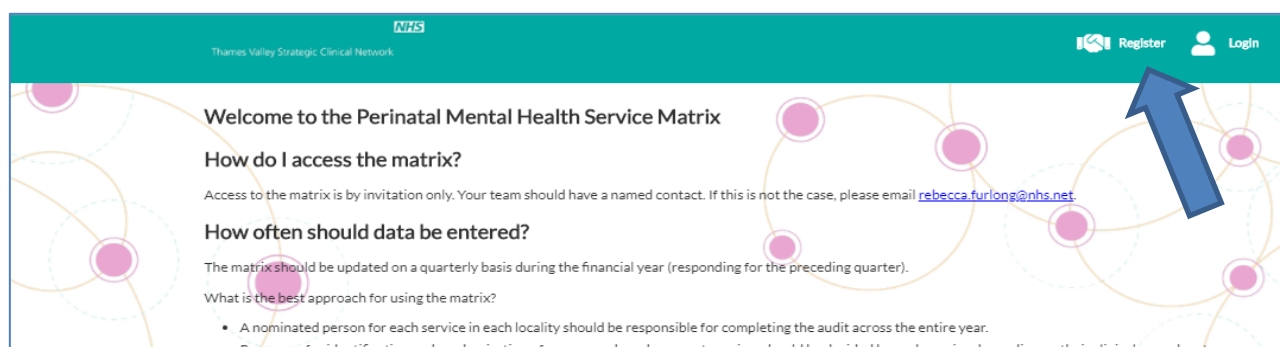 NHS
Thames Valley Strategic Clinical Network
Register
Login
Welcome to the Perinatal Mental Health Service Matrix
How do I access the matrix?
Access to the matrix is by invitation only. Your team should have a named contact. If this is not the case, please email rebecca.furlong@nhs.net.
How often should data be entered?
The matrix should be updated on a quarterly basis during the financial year (responding for the preceding quarter).
What is the best approach for using the matrix?
• A nominated person for each service in each locality should be responsible for completing the audit across the entire year.